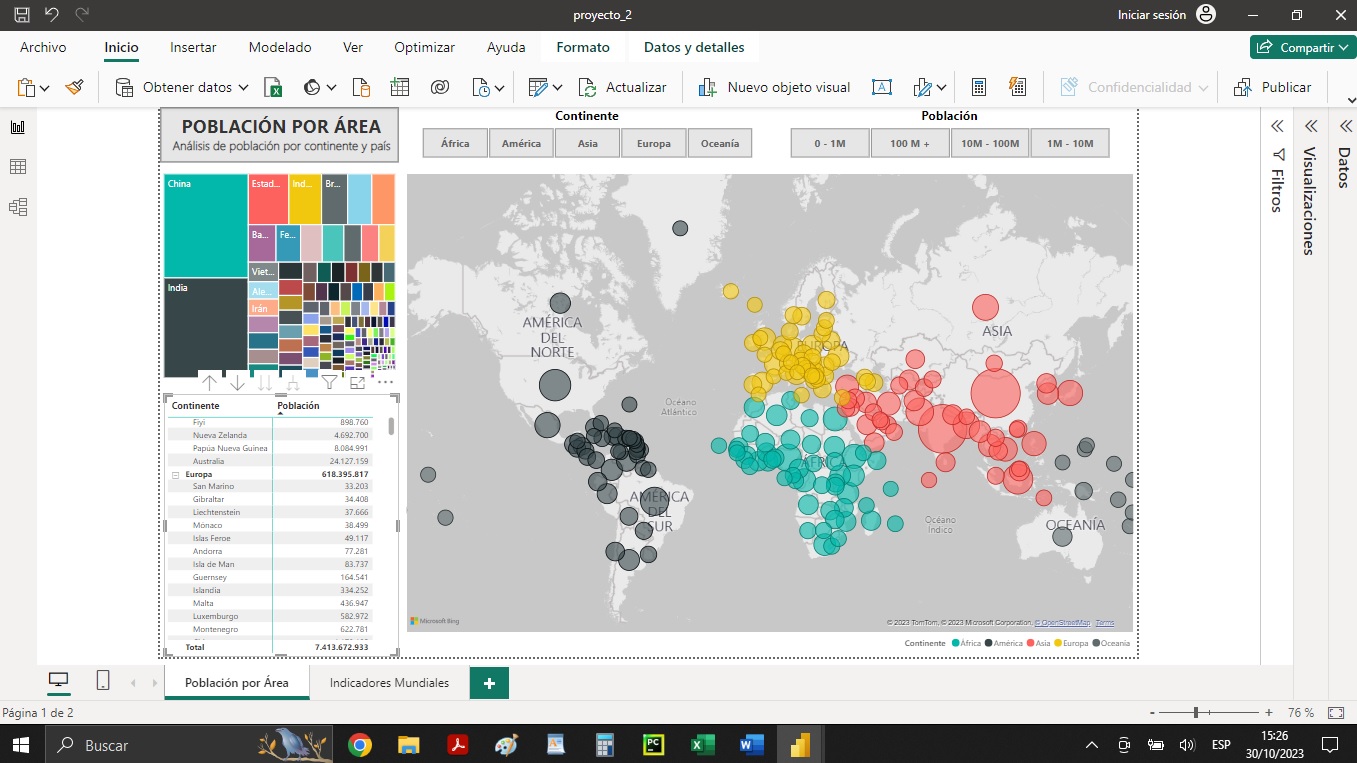 proyecto_2
Iniciar sesión
Archivo
Inicio
Insertar
Modelado
Ver
Optimizar
Ayuda
Formato
Datos y detalles
Compartir
Obtener datos
Actualizar
Nuevo objeto visual
Confidencialidad
Publicar
POBLACIÓN POR ÁREA
Análisis de población por continente y país
Continente
África
América
Asia
Europa
Oceanía
Población
0 - 1M
100 M +
10M - 100M
1M - 10M
China
Estad...
Ind...
Br...
Ba...
Fe...
Viet...
Ale...
Irán
India
Continente Población
Fiyi 898.760
Nueva Zelanda 4.692.700
Papúa Nueva Guinea 8.084.991
Australia 24.127.159
Europa 618.395.817
San Marino 33.203
Gibraltar 34.408
Liechtenstein 37.666
Mónaco 38.499
Islas Feroe 49.117
Andorra 77.281
Isla de Man 83.737
Guernsey 164.541
Islandia 334.252
Malta 436.947
Luxemburgo 582.972
Montenegro 622.781
Total 7.413.672.933
AMÉRICA
DEL
NORTE
EUROPA
ASIA
Océano
Atlántico
ÁFRICA
AMÉRICA
DEL
SUR
Océano
Índico
OCEANÍA
Microsoft Bing
© 2023 TomTom, © 2023 Microsoft Corporation, © OpenStreetMap Terms
Continente África América Asia Europa Oceanía
Filtros
Visualizaciones
Datos
Población por Área
Indicadores Mundiales
Página 1 de 2
76 %
Buscar
ESP
15:26
30/10/2023